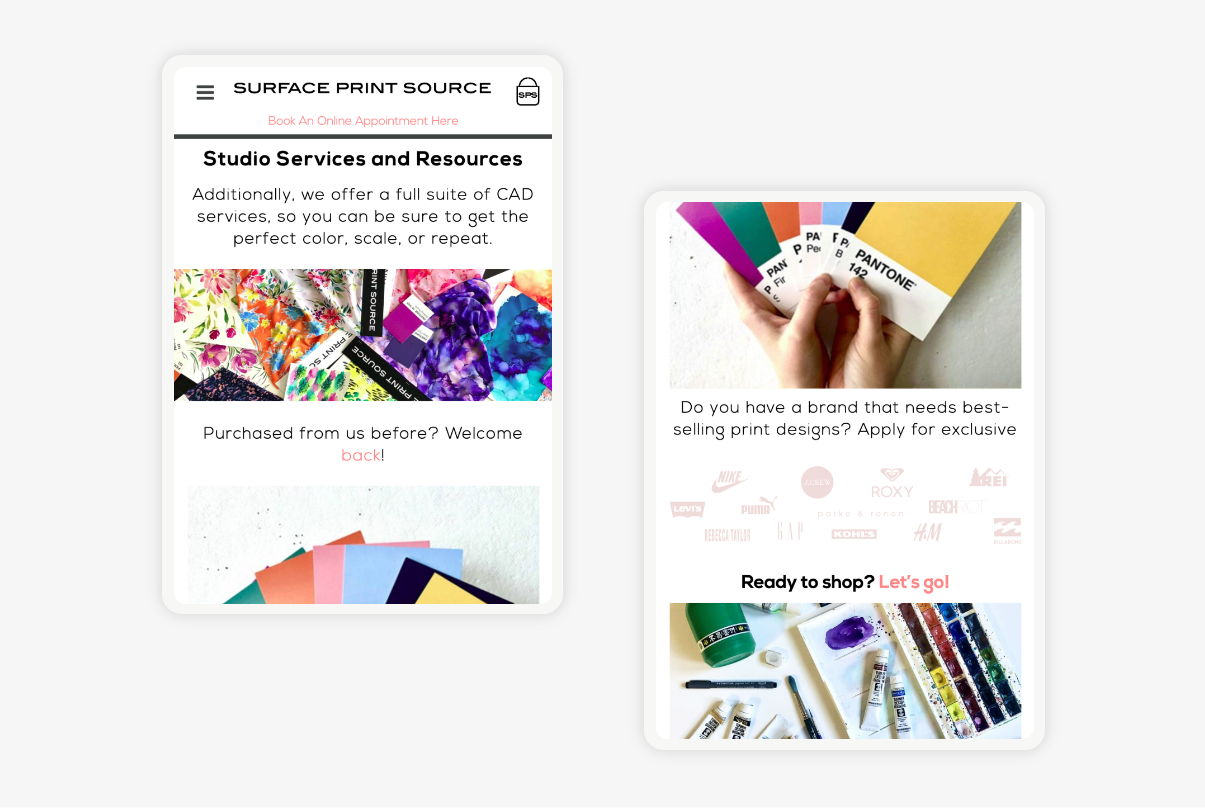 SURFACE PRINT SOURCE
SPS
Book An Online Appointment Here
Studio Services and Resources
Additionally, we offer a full suite of CAD
services, so you can be sure to get the
perfect color, scale, or repeat.
PRINT SOURCE
PRINT SOURCE
PRINT SOURCE
Purchased from us before? Welcome
back!
PANTONE®
142
Do you have a brand that needs best-
selling print designs? Apply for exclusive
NIKE
J.CREW
ROXY
REI
LEVI'S
PUMA
parke & ronen
BEACHRIOT
REBECCA TAYLOR
GAP
KOHL'S
H&M
BILLABONG
Ready to shop? Let's go!